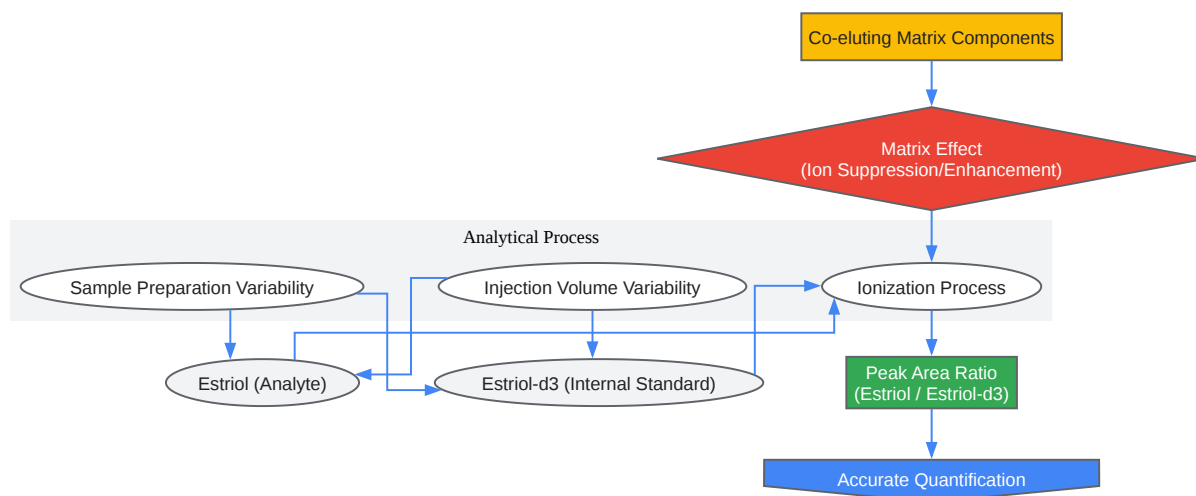 Co-eluting Matrix Components
Matrix Effect
(Ion Suppression/Enhancement)
Analytical Process
Sample Preparation Variability
Injection Volume Variability
Ionization Process
Estriol (Analyte)
Estriol-d3 (Internal Standard)
Peak Area Ratio
(Estriol / Estriol-d3)
Accurate Quantification